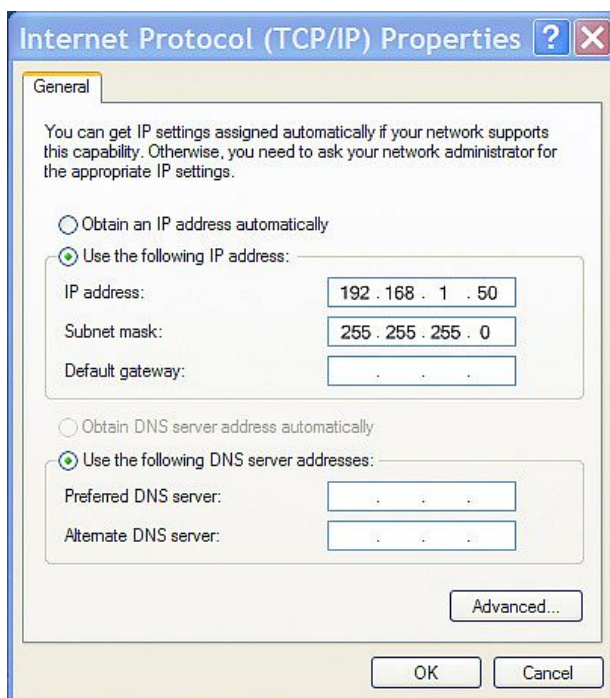 Internet Protocol (TCP/IP) Properties ? X
General
You can get IP settings assigned automatically if your network supports
this capability. Otherwise, you need to ask your network administrator for
the appropriate IP settings.
Obtain an IP address automatically
Use the following IP address:
IP address: 192 . 168 . 1 . 50
Subnet mask: 255 . 255 . 255 . 0
Default gateway: . . .
Obtain DNS server address automatically
Use the following DNS server addresses:
Preferred DNS server: . . .
Alternate DNS server: . . .
Advanced...
OK Cancel